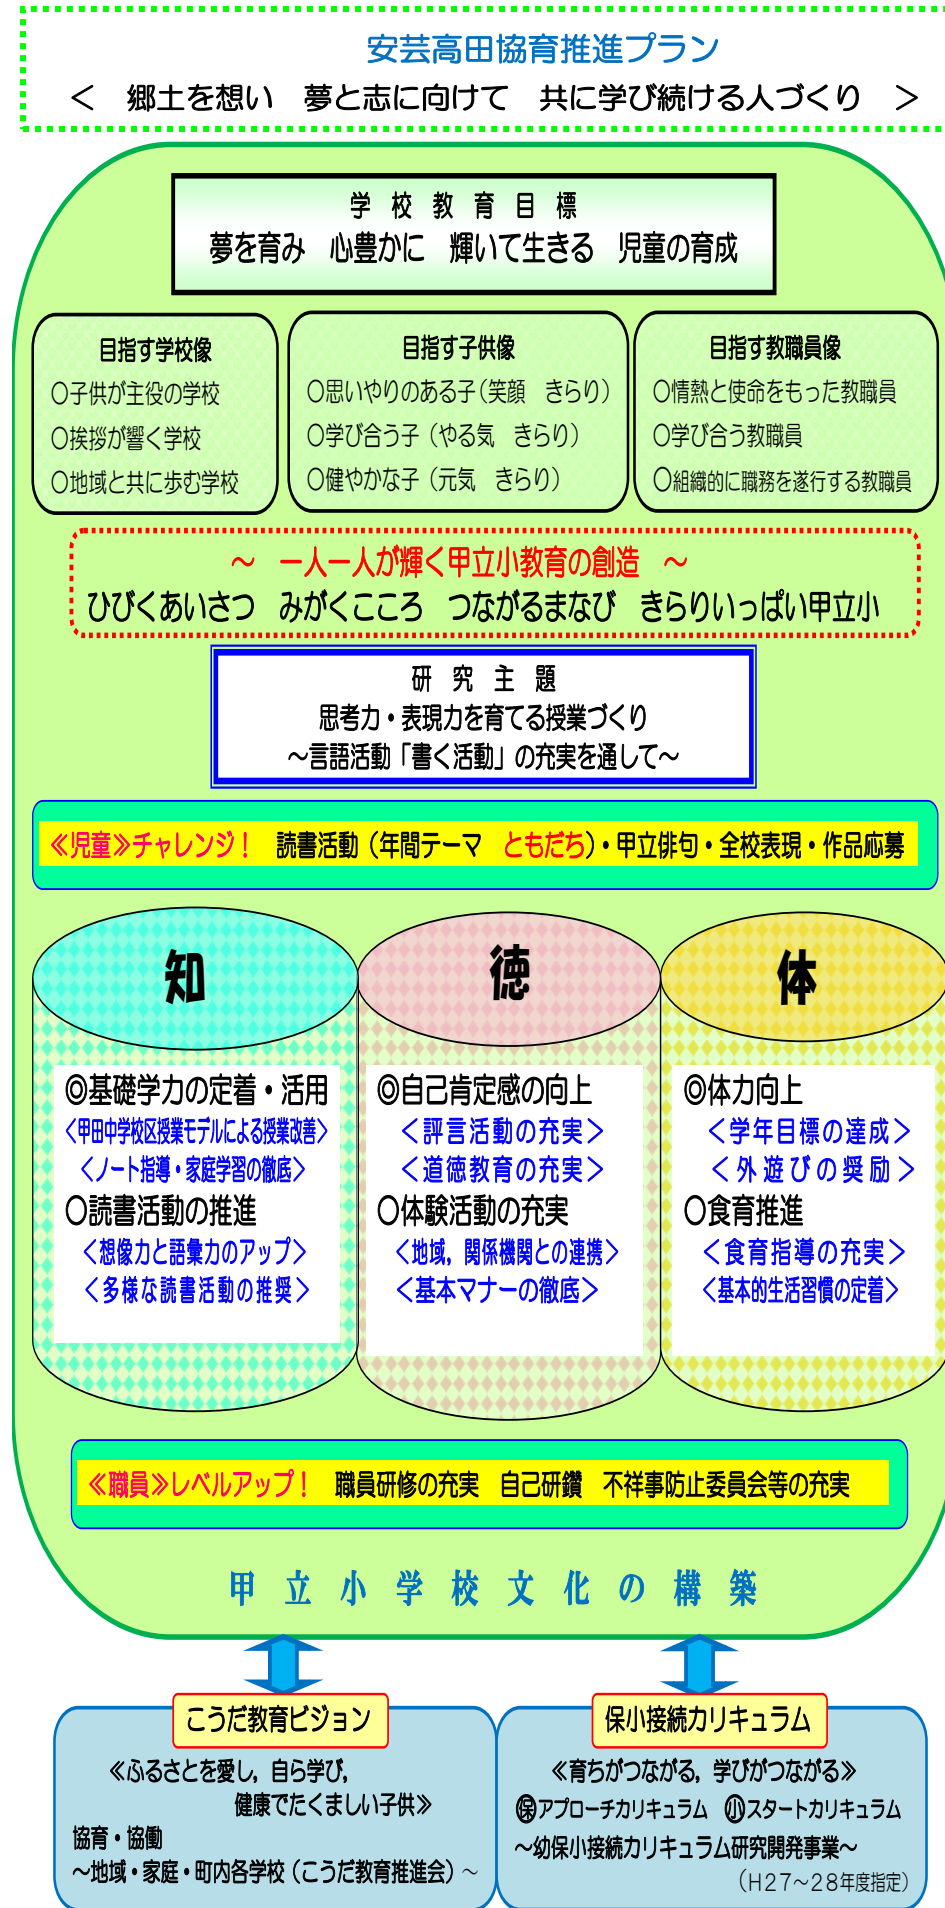 安芸高田協育推進プラン
＜　郷土を想い　夢と志に向けて　共に学び続ける人づくり　＞
学　校　教　育　目　標
夢を育み　心豊かに　輝いて生きる　児童の育成
目指す学校像
○子供が主役の学校
○挨拶が響く学校
○地域と共に歩む学校
目指す子供像
○思いやりのある子（笑顔　きらり）
○学び合う子（やる気　きらり）
○健やかな子（元気　きらり）
目指す教職員像
○情熱と使命をもった教職員
○学び合う教職員
○組織的に職務を遂行する教職員
～　一人一人が輝く甲立小教育の創造　～
ひびくあいさつ　みがくこころ　つながるまなび　きらりいっぱい甲立小
研　究　主　題
思考力・表現力を育てる授業づくり
～言語活動「書く活動」の充実を通して～
≪児童≫チャレンジ！　読書活動（年間テーマ　ともだち）・甲立俳句・全校表現・作品応募
知
◎基礎学力の定着・活用
＜甲田中学校区授業モデルによる授業改善＞
＜ノート指導・家庭学習の徹底＞
○読書活動の推進
＜想像力と語彙力のアップ＞
＜多様な読書活動の推奨＞
徳
◎自己肯定感の向上
＜評言活動の充実＞
＜道徳教育の充実＞
○体験活動の充実
＜地域，関係機関との連携＞
＜基本マナーの徹底＞
体
◎体力向上
＜学年目標の達成＞
＜外遊びの奨励＞
○食育推進
＜食育指導の充実＞
＜基本的生活習慣の定着＞
≪職員≫レベルアップ！　職員研修の充実　自己研鑽　不祥事防止委員会等の充実
甲　立　小　学　校　文　化　の　構　築
こうだ教育ビジョン
≪ふるさとを愛し，自ら学び，
健康でたくましい子供≫
協育・協働
～地域・家庭・町内各学校（こうだ教育推進会）～
保小接続カリキュラム
≪育ちがつながる，学びがつながる≫
㋭アプローチカリキュラム　㋛スタートカリキュラム
～幼保小接続カリキュラム研究開発事業～
（H27～28年度指定）